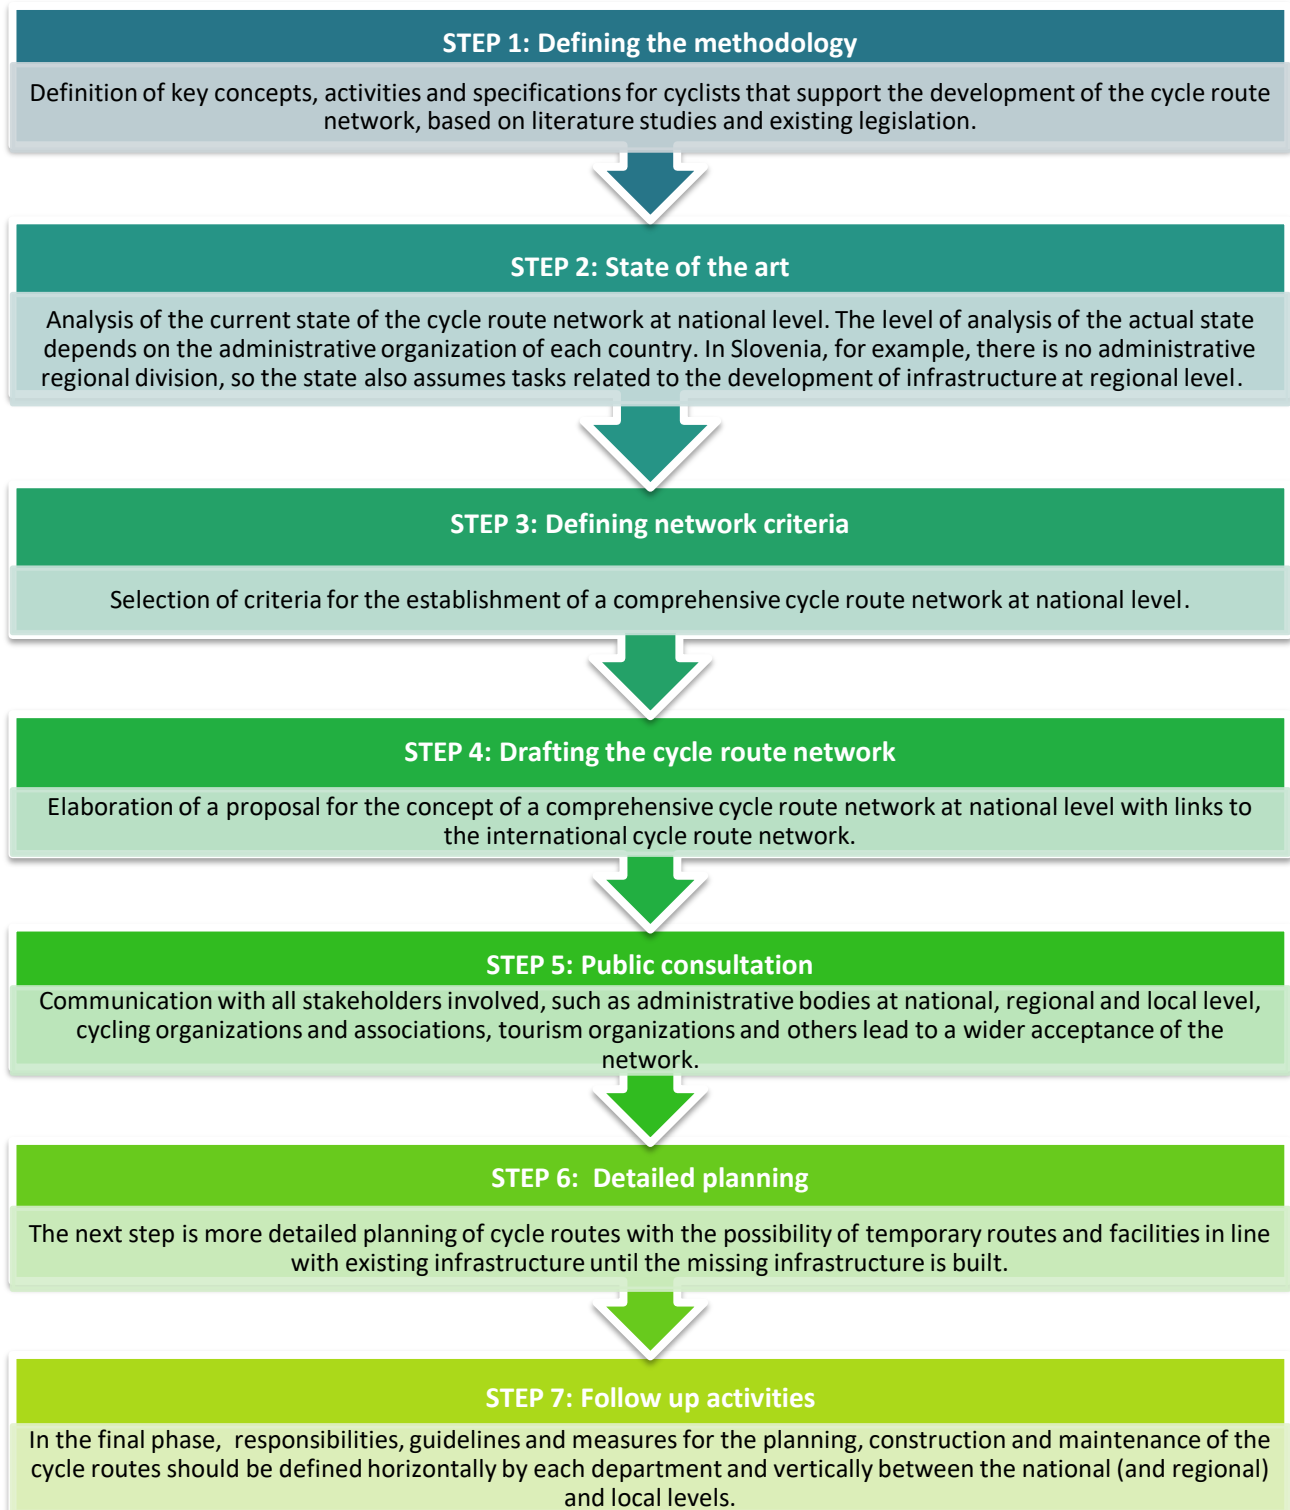 STEP 1: Defining the methodology
Definition of key concepts, activities and specifications for cyclists that support the development of the cycle route
network, based on literature studies and existing legislation.
STEP 2: State of the art
Analysis of the current state of the cycle route network at national level. The level of analysis of the actual state
depends on the administrative organization of each country. In Slovenia, for example, there is no administrative
regional division, so the state also assumes tasks related to the development of infrastructure at regional level.
STEP 3: Defining network criteria
Selection of criteria for the establishment of a comprehensive cycle route network at national level.
STEP 4: Drafting the cycle route network
Elaboration of a proposal for the concept of a comprehensive cycle route network at national level with links to
the international cycle route network.
STEP 5: Public consultation
Communication with all stakeholders involved, such as administrative bodies at national, regional and local level,
cycling organizations and associations, tourism organizations and others lead to a wider acceptance of the
network.
STEP 6:  Detailed planning
The next step is more detailed planning of cycle routes with the possibility of temporary routes and facilities in line
with existing infrastructure until the missing infrastructure is built.
STEP 7: Follow up activities
In the final phase,  responsibilities, guidelines and measures for the planning, construction and maintenance of the
cycle routes should be defined horizontally by each department and vertically between the national (and regional)
and local levels.